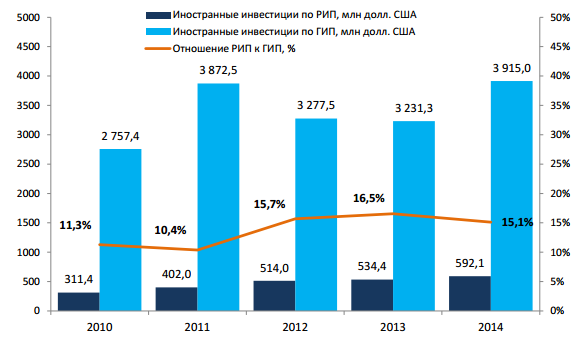 Иностранные инвестиции по РИП, млн долл. США
Иностранные инвестиции по ГИП, млн долл. США
Отношение РИП к ГИП, %
5000 50%
4500 45%
4000 40%
3500 35%
3000 30%
2500 25%
2000 20%
1500 15%
1000 10%
500 5%
0 0%
2 757,4 3 872,5 3 277,5 3 231,3 3 915,0
11,3% 10,4% 15,7% 16,5% 15,1%
311,4 402,0 514,0 534,4 592,1
2010 2011 2012 2013 2014